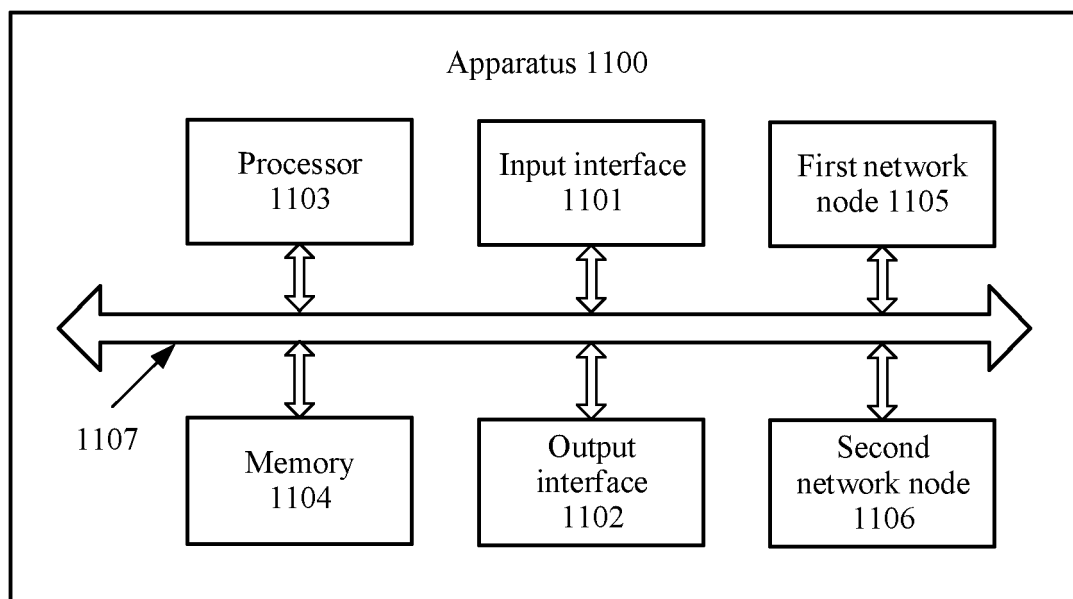 Apparatus 1100
Processor
1103
Input interface
1101
First network
node 1105
1107
Memory
1104
Output
interface
1102
Second
network node
1106